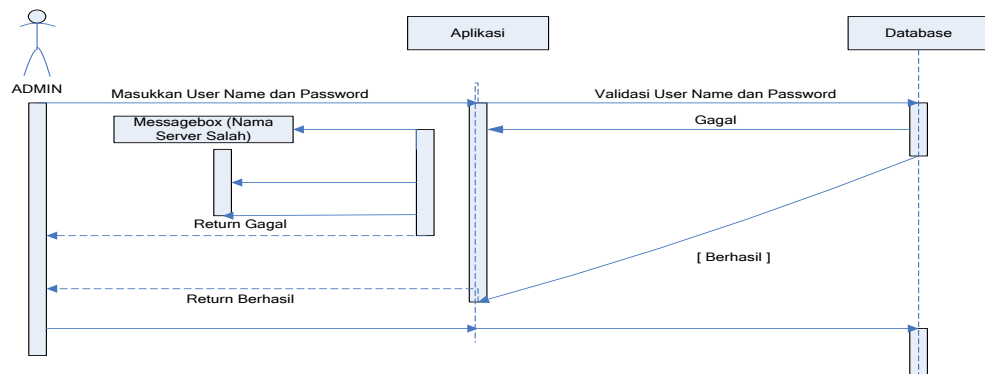 Aplikasi
Database
ADMIN
Masukkan User Name dan Password
Validasi User Name dan Password
Messagebox (Nama
Server Salah)
Gagal
Return Gagal
[ Berhasil ]
Return Berhasil